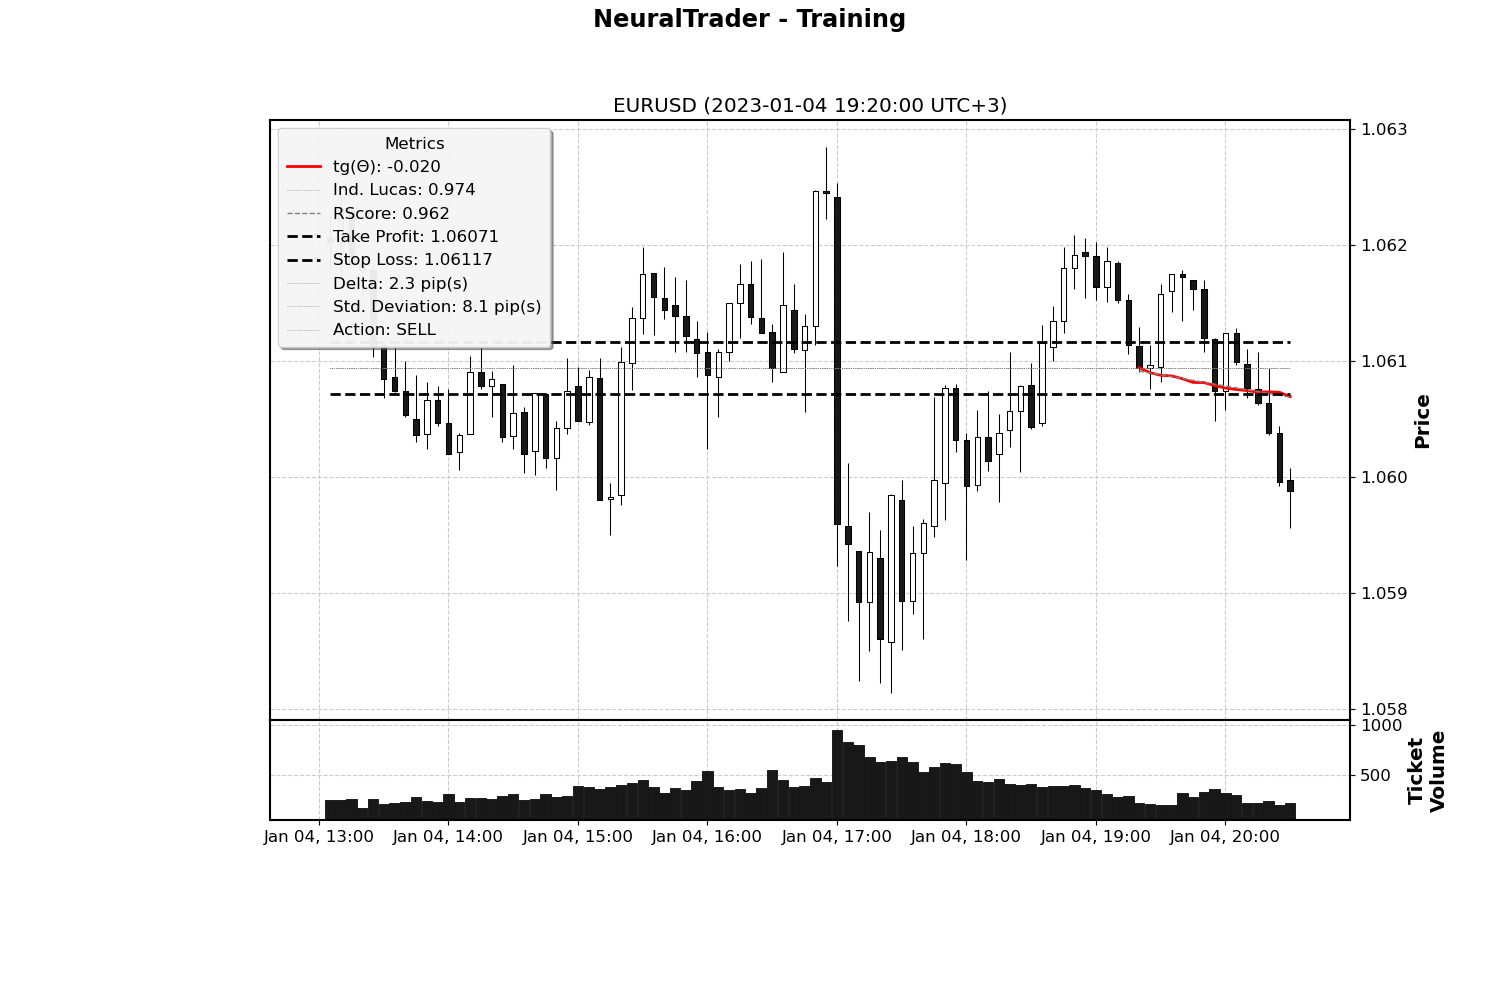 NeuralTrader - Training
EURUSD (2023-01-04 19:20:00 UTC+3)
Metrics
tg(Θ): -0.020
Ind. Lucas: 0.974
RScore: 0.962
Take Profit: 1.06071
Stop Loss: 1.06117
Delta: 2.3 pip(s)
Std. Deviation: 8.1 pip(s)
Action: SELL
1.063
1.062
1.061
1.060
1.059
1.058
Price
1000
500
Ticket
Volume
Jan 04, 13:00
Jan 04, 14:00
Jan 04, 15:00
Jan 04, 16:00
Jan 04, 17:00
Jan 04, 18:00
Jan 04, 19:00
Jan 04, 20:00